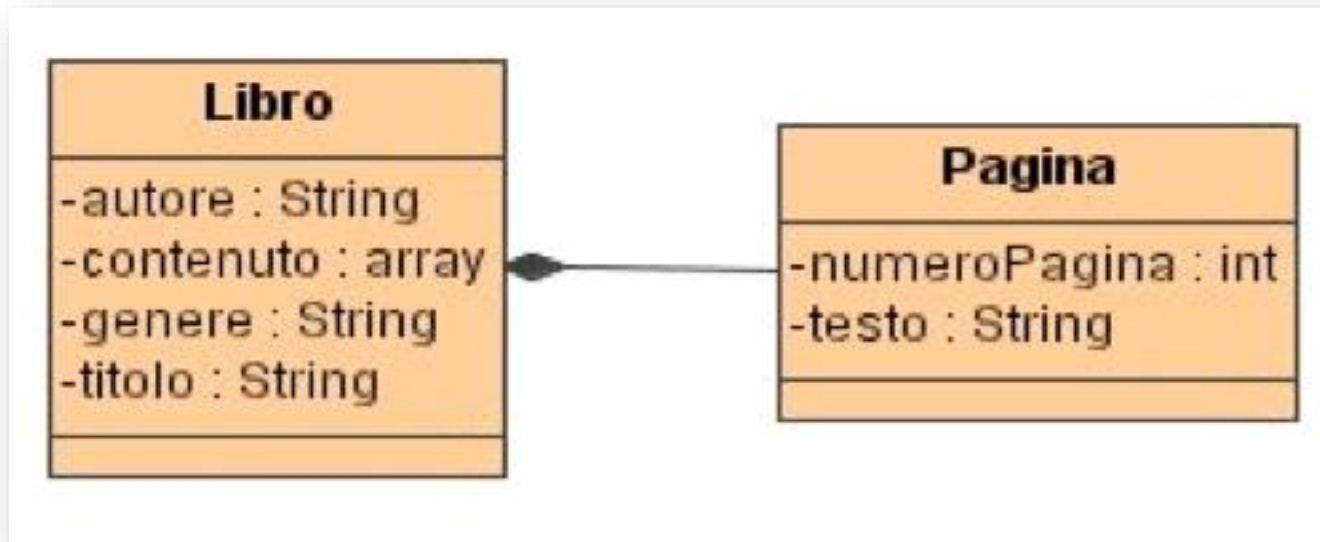 Libro
-autore : String
-contenuto : array
-genere : String
-titolo : String
Pagina
-numeroPagina : int
-testo : String